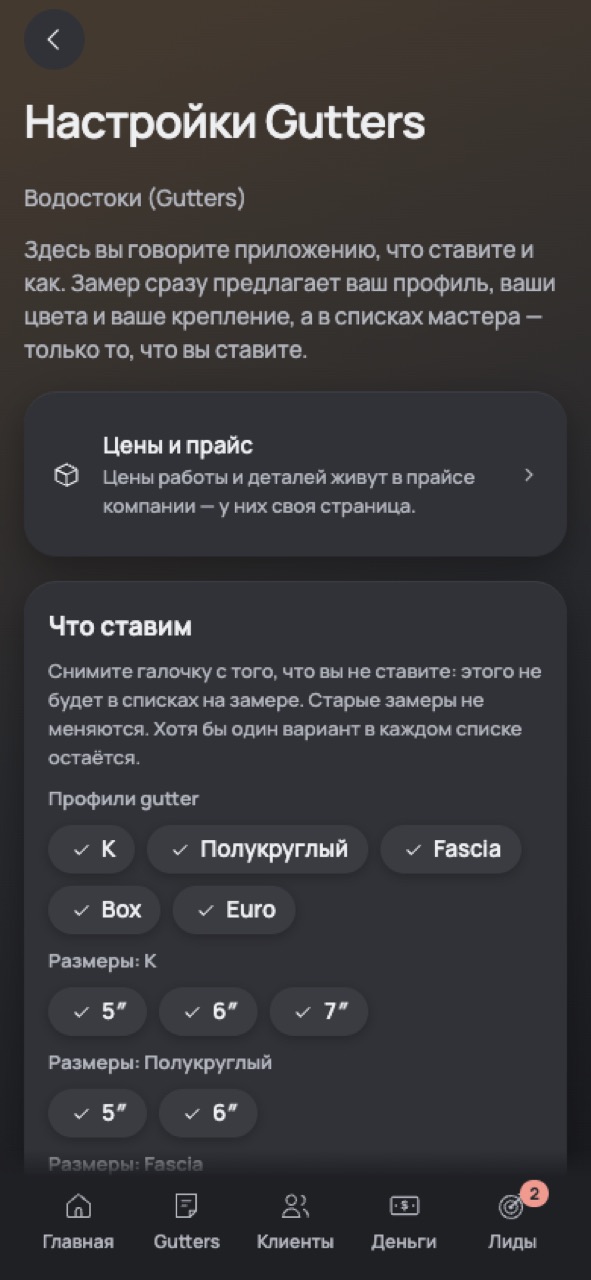 Настройки Gutters
Водостоки (Gutters)
Здесь вы говорите приложению, что ставите и
как. Замер сразу предлагает ваш профиль, ваши
цвета и ваше крепление, а в списках мастера —
только то, что вы ставите.
Цены и прайс
Цены работы и деталей живут в прайсе
компании — у них своя страница.
Что ставим
Снимите галочку с того, что вы не ставите: этого не
будет в списках на замере. Старые замеры не
меняются. Хотя бы один вариант в каждом списке
остаётся.
Профили gutter
K Полукруглый Fascia
Box Euro
Размеры: K
5″ 6″ 7″
Размеры: Полукруглый
5″ 6″
Размеры: Fascia
2
Главная Gutters Клиенты Деньги Лиды